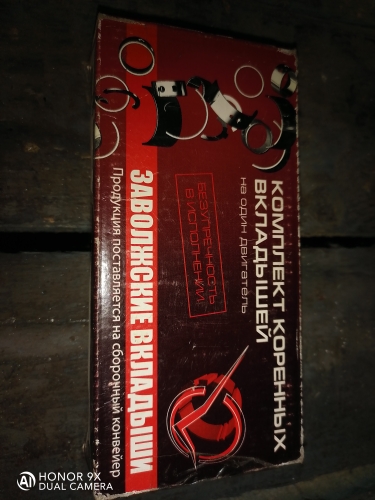 КОМПЛЕКТ КОРЕННЫХ
ВКЛАДЫШЕЙ
на один двигатель
БЕЗУПРЕЧНОСТЬ
В ИСПОЛНЕНИИ
ЗАВОЛЖСКИЕ ВКЛАДЫШИ
Продукция поставляется на сборочный конвейер
HONOR 9X
DUAL CAMERA